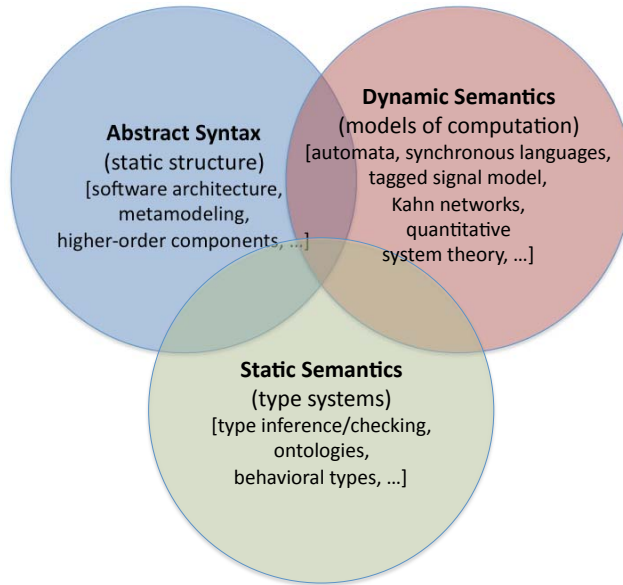 Abstract Syntax
(static structure)
[software architecture,
metamodeling,
higher-order components, ...]
Dynamic Semantics
(models of computation)
[automata, synchronous languages,
tagged signal model,
Kahn networks,
quantitative
system theory, ...]
Static Semantics
(type systems)
[type inference/checking,
ontologies,
behavioral types, ...]